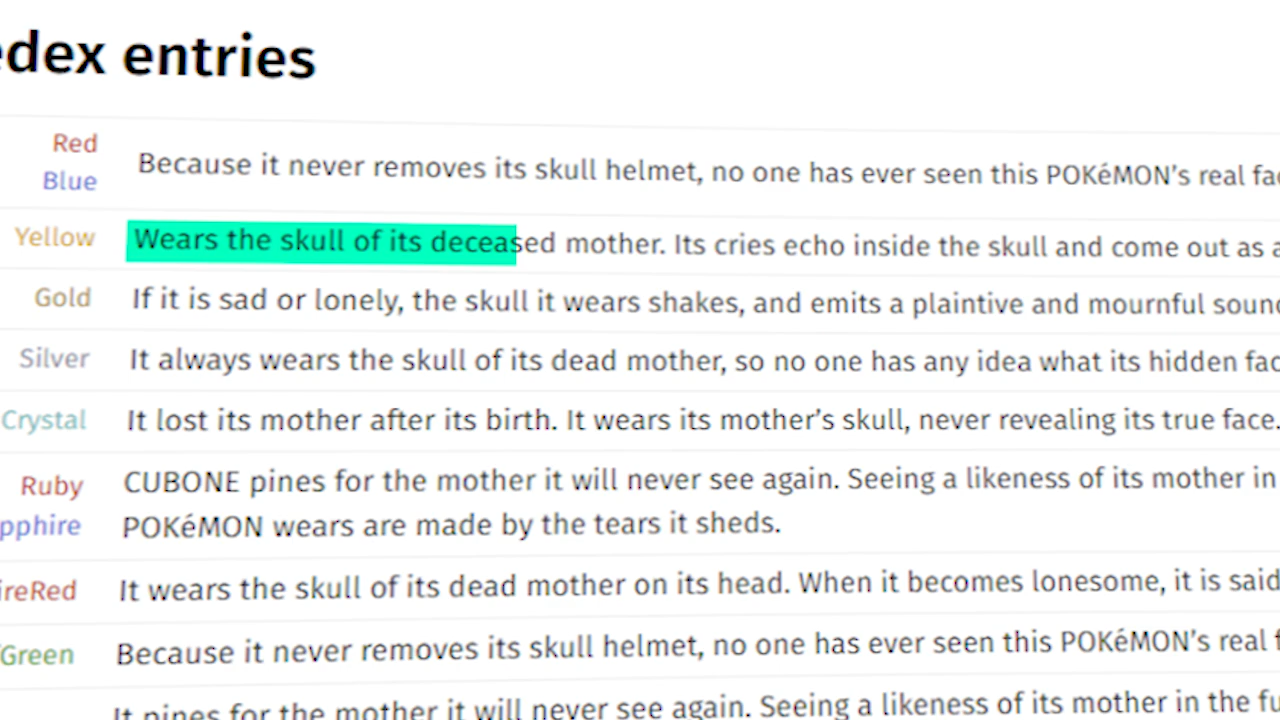 edex entries
Red
Blue
Because it never removes its skull helmet, no one has ever seen this POKéMON's real fac
Yellow
Wears the skull of its deceased mother. Its cries echo inside the skull and come out as a
Gold
If it is sad or lonely, the skull it wears shakes, and emits a plaintive and mournful soun
Silver
It always wears the skull of its dead mother, so no one has any idea what its hidden fac
Crystal
It lost its mother after its birth. It wears its mother's skull, never revealing its true face.
Ruby
pphire
CUBONE pines for the mother it will never see again. Seeing a likeness of its mother in
POKéMON wears are made by the tears it sheds.
ireRed
It wears the skull of its dead mother on its head. When it becomes lonesome, it is said
Green
Because it never removes its skull helmet, no one has ever seen this POKéMON's real f
It pines for the mother it will never see again. Seeing a likeness of its mother in the fu